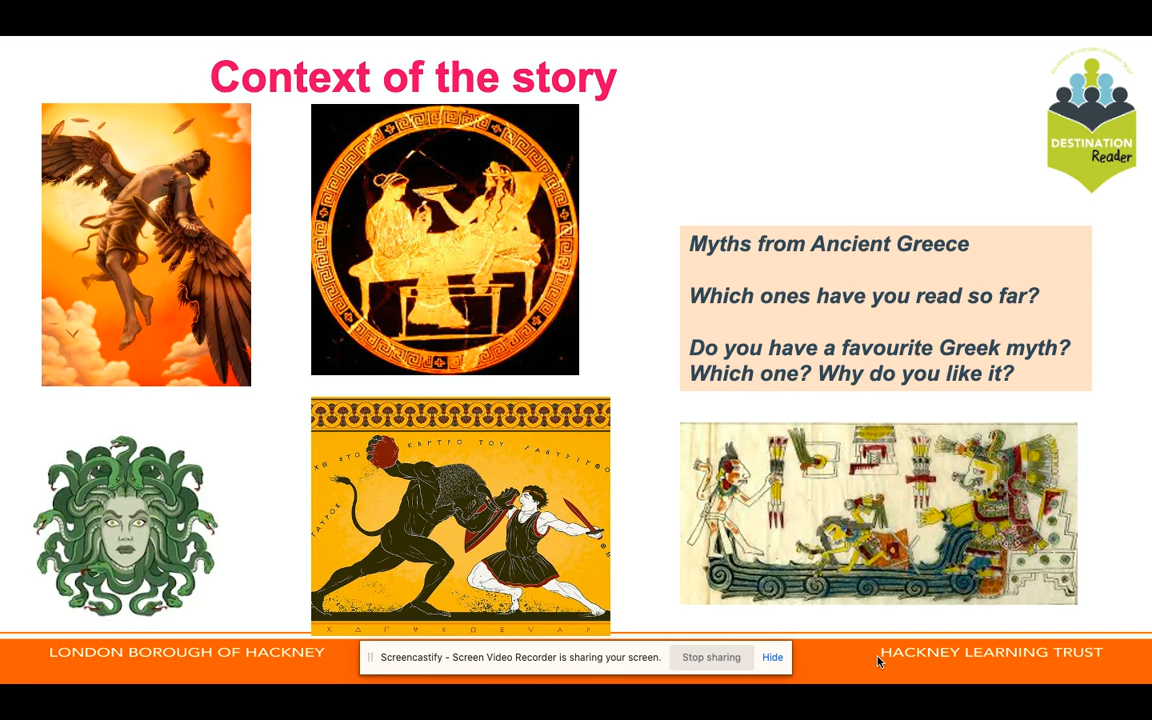 Context of the story
DESTINATION
Reader
Myths from Ancient Greece
Which ones have you read so far?
Do you have a favourite Greek myth?
Which one? Why do you like it?
LONDON BOROUGH OF HACKNEY
Screencastify - Screen Video Recorder is sharing your screen.
Stop sharing
Hide
HACKNEY LEARNING TRUST